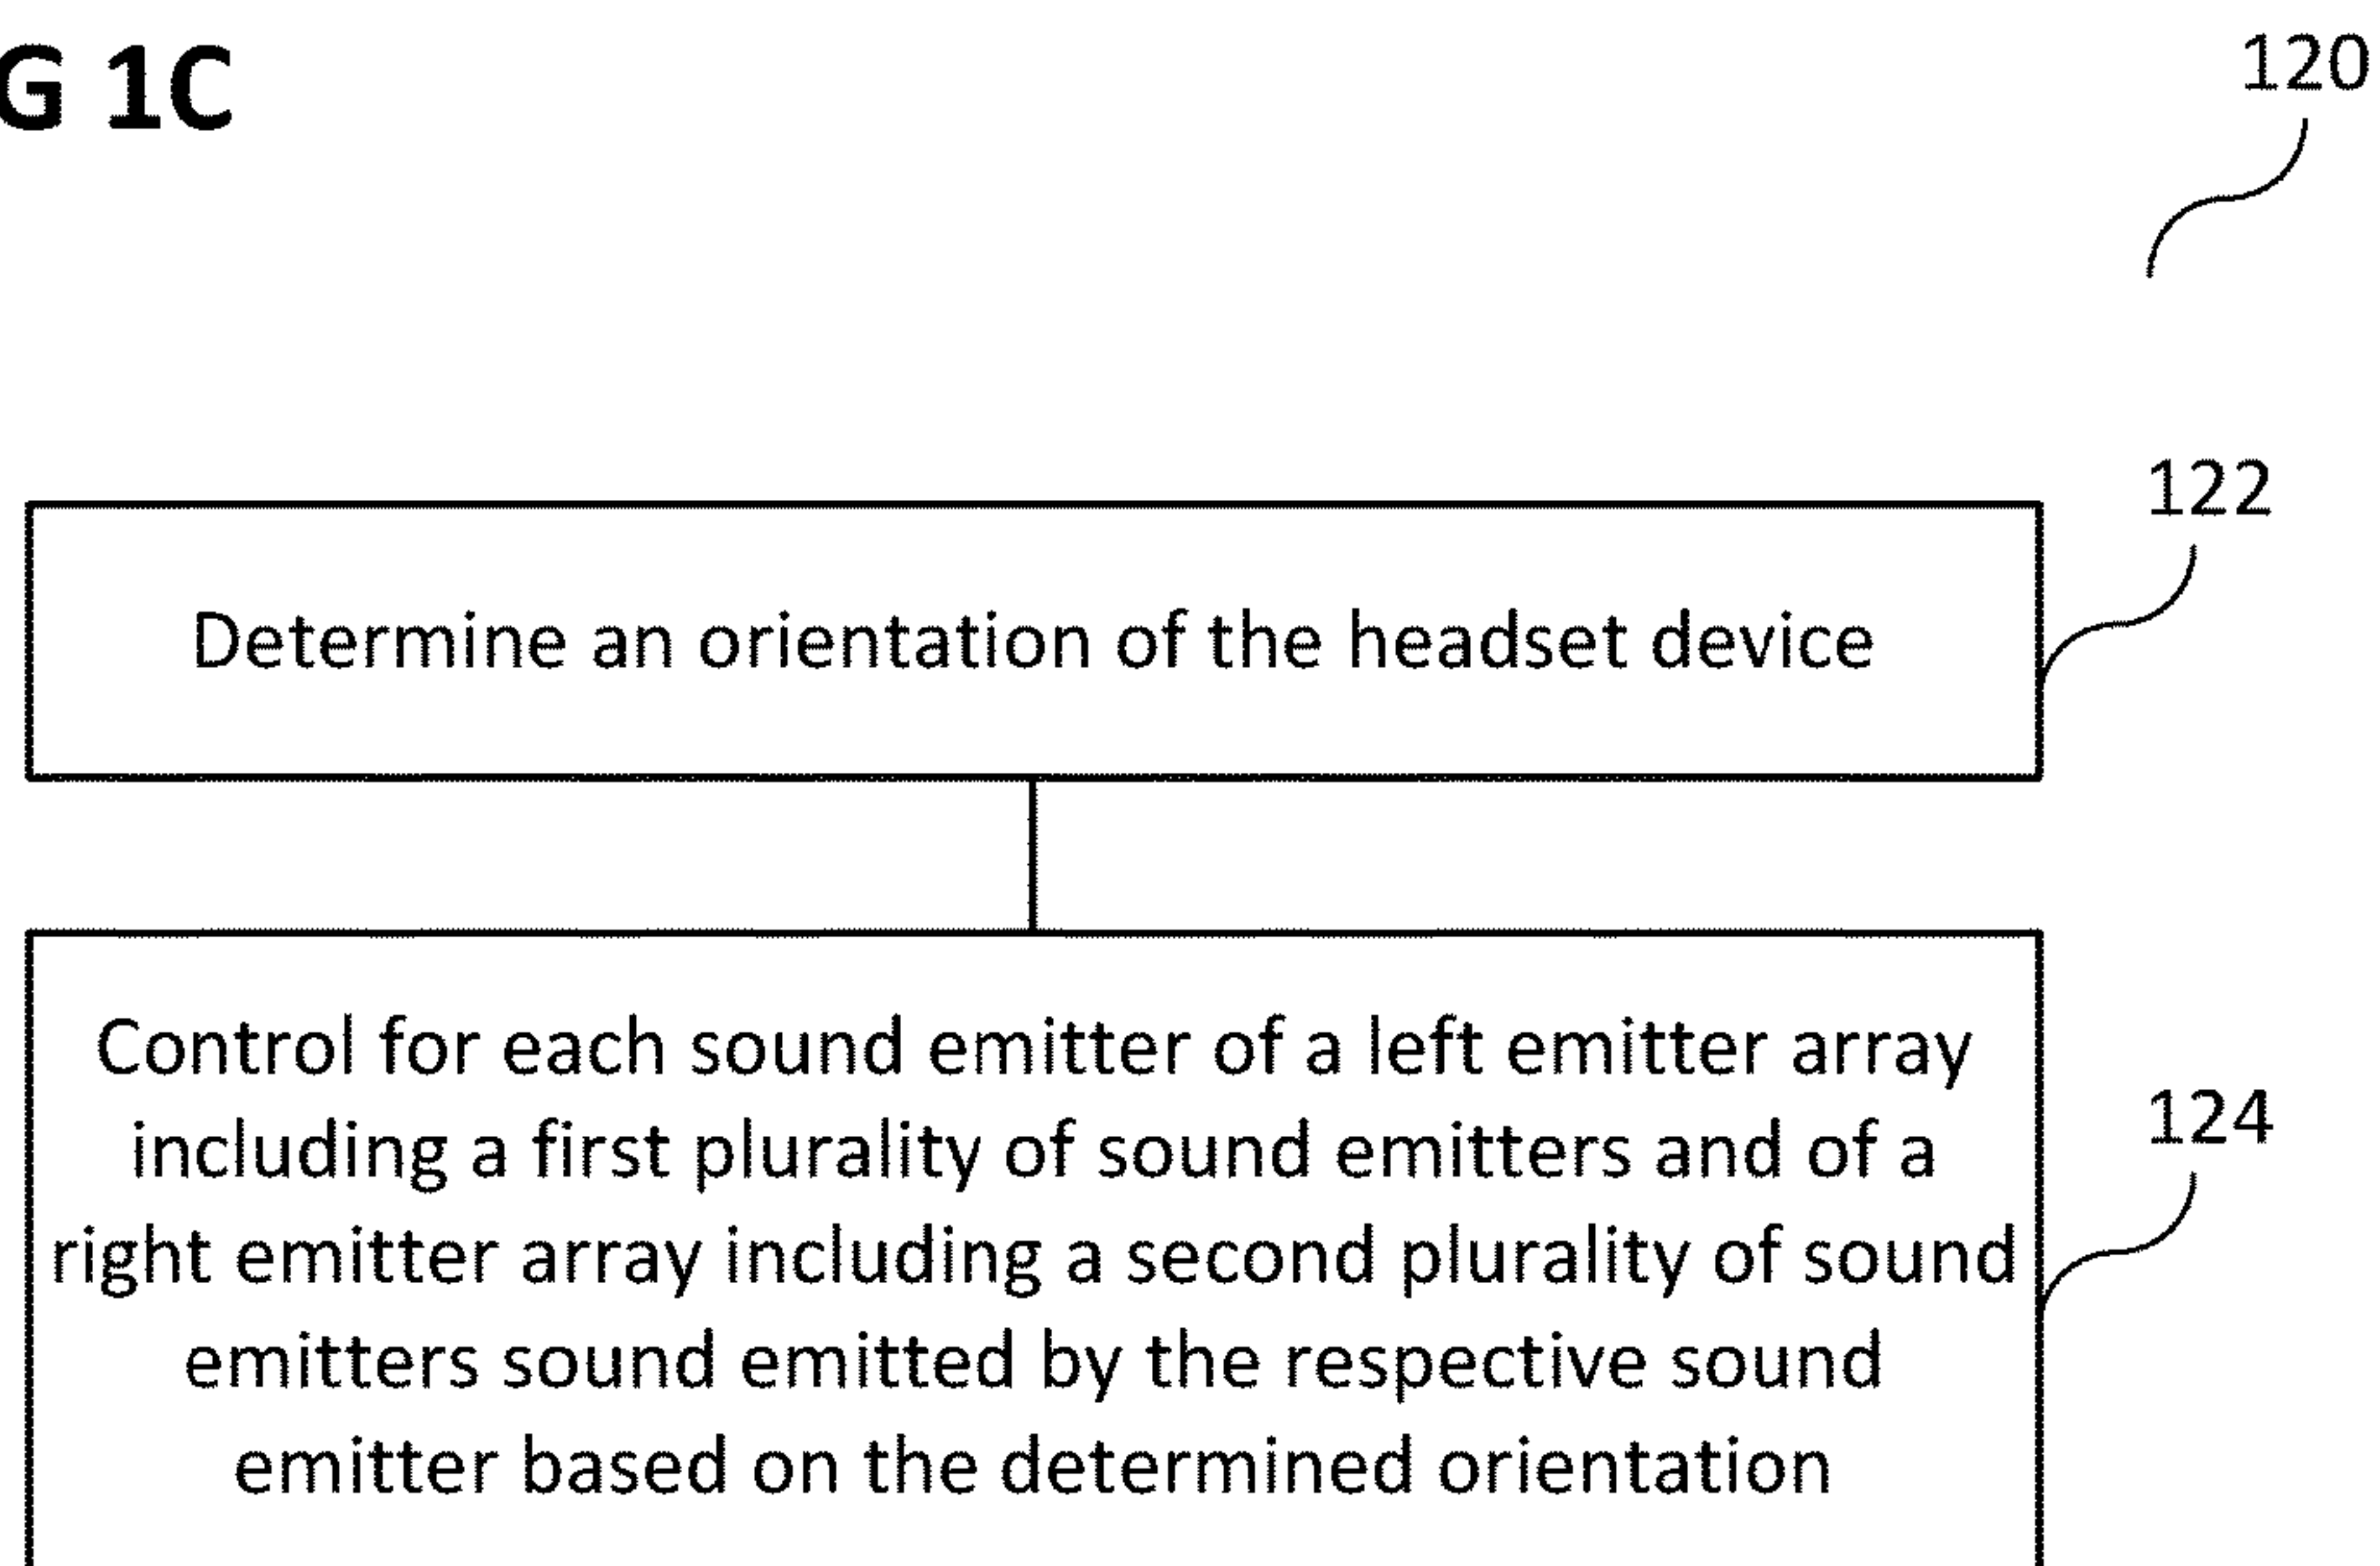 G 1C
120
122
Determine an orientation of the headset device
Control for each sound emitter of a left emitter array
including a first plurality of sound emitters and of a
124
right emitter array including a second plurality of sound
emitters sound emitted by the respective sound
emitter based on the determined orientation